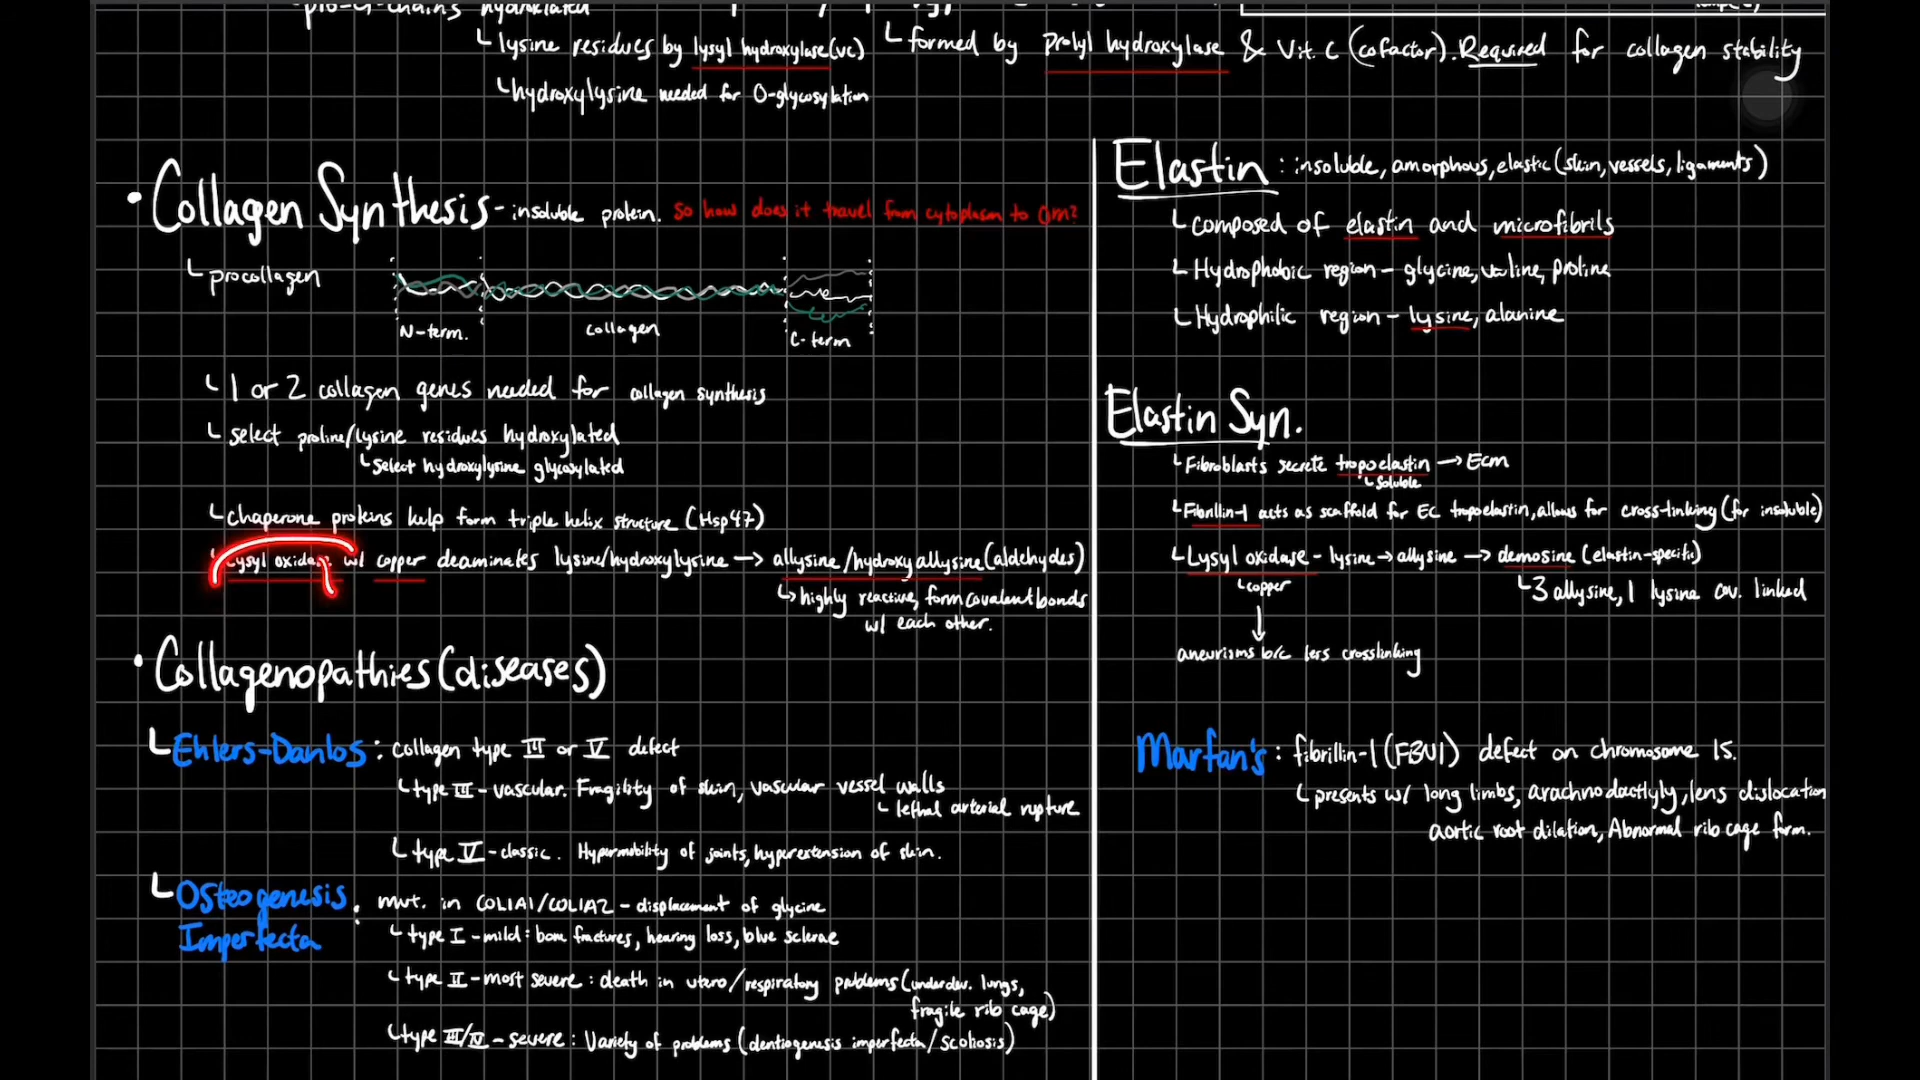 pro-α-chains hydroxylated
↳ lysine residues by lysyl hydroxylase (VC)
↳ hydroxylysine needed for O-glycosylation
↳ formed by prolyl hydroxylase & Vit. C (cofactor). Required for collagen stability
• Collagen Synthesis - insoluble protein. So how does it travel from cytoplasm to
↳ procollagen
N-term. collagen C-term
↳ 1 or 2 collagen genes needed for collagen synthesis
↳ select proline/lysine residues hydroxylated
↳ select hydroxylysine glycosylated
↳ chaperone proteins help form triple helix structure (Hsp47)
↳ Lysyl oxidase w/ copper deaminates lysine/hydroxylysine → allysine/hydroxyallysine (aldehydes)
↳ highly reactive, form covalent bonds
w/ each other.
• Collagenopathies (diseases)
↳ Ehlers-Danlos: collagen type III or V defect
↳ type III - vascular. Fragility of skin, vascular vessel walls
↳ lethal arterial rupture
↳ type V - classic. Hypermobility of joints, hyperextension of skin.
↳ Osteogenesis Imperfecta: mut. in COL1A1/COL1A2 - displacement of glycine
↳ type I - mild: bone fractures, hearing loss, blue sclerae
↳ type II - most severe: death in utero/respiratory problems (underdev. lungs,
fragile rib cage)
↳ type III/IV - severe: Variety of problems (dentiogenesis imperfecta/scoliosis)
Elastin: insoluble, amorphous, elastic (skin, vessels, ligaments)
↳ composed of elastin and microfibrils
↳ Hydrophobic region - glycine, valine, proline
↳ Hydrophilic region - lysine, alanine
Elastin Syn.
↳ Fibroblasts secrete tropoelastin → ECM
↳ soluble
↳ Fibrillin-1 acts as scaffold for EC tropoelastin, allows for cross-linking (for insoluble)
↳ Lysyl oxidase - lysine → allysine → demosine (elastin-specific)
↳ copper
↳ 3 allysine, 1 lysine cov. linked
↓
aneurisms b/c less crosslinking
Marfan's: fibrillin-1 (FBN1) defect on chromosome 15.
↳ presents w/ long limbs, arachnodactlyly, lens dislocation
aortic root dilation, Abnormal rib cage form.